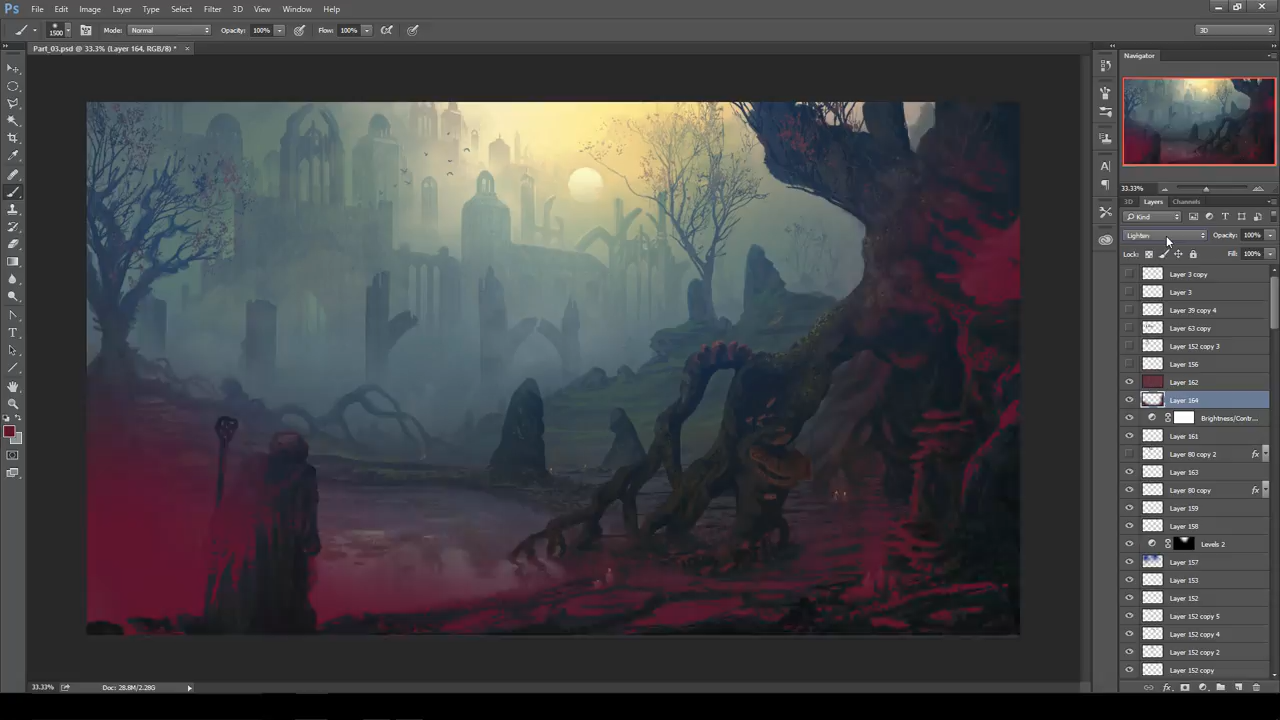 Ps File Edit Image Layer Type Select Filter 3D View Window Help
1500 Mode: Normal Opacity: 100% Flow: 100% 3D
Part_03.psd @ 33.3% (Layer 164, RGB/8) * ×
Navigator
33.33%
3D Layers Channels
Kind
Lighten Opacity: 100%
Lock: Fill: 100%
Layer 3 copy
Layer 3
Layer 39 copy 4
Layer 63 copy
Layer 152 copy 3
Layer 156
Layer 162
Layer 164
Brightness/Contr...
Layer 161
Layer 80 copy 2 fx
Layer 163
Layer 80 copy fx
Layer 159
Layer 158
Levels 2
Layer 157
Layer 153
Layer 152
Layer 152 copy 5
Layer 152 copy 4
Layer 152 copy 2
Layer 152 copy
33.33% Doc: 28.8M/2.28G fx